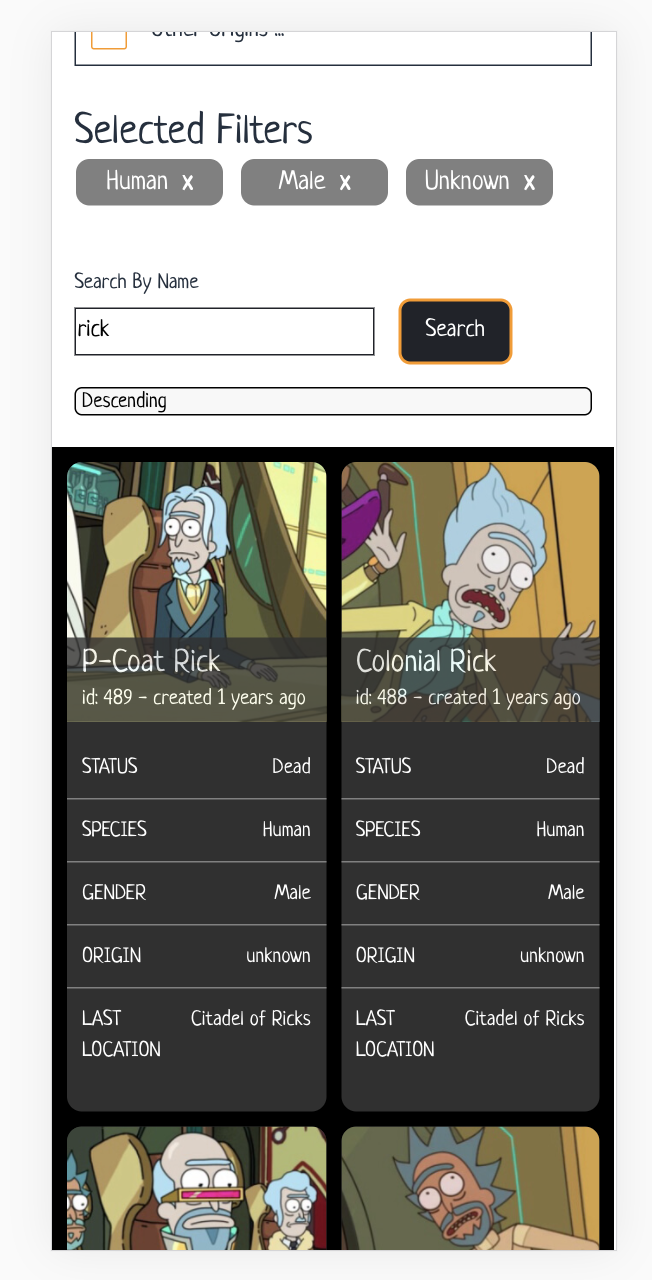 Other Origins ...
Selected Filters
Human x Male x Unknown x
Search By Name
rick Search
Descending
P-Coat Rick
id: 489 - created 1 years ago
STATUS Dead
SPECIES Human
GENDER Male
ORIGIN unknown
LAST LOCATION Citadel of Ricks
Colonial Rick
id: 488 - created 1 years ago
STATUS Dead
SPECIES Human
GENDER Male
ORIGIN unknown
LAST LOCATION Citadel of Ricks